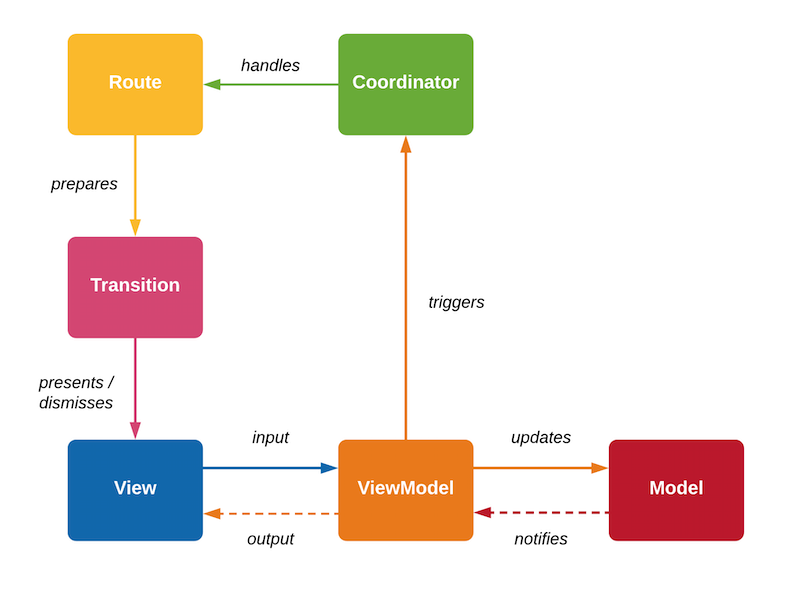 handles
Route
Coordinator
prepares
Transition
triggers
presents /
dismisses
input
updates
View
ViewModel
Model
output
notifies